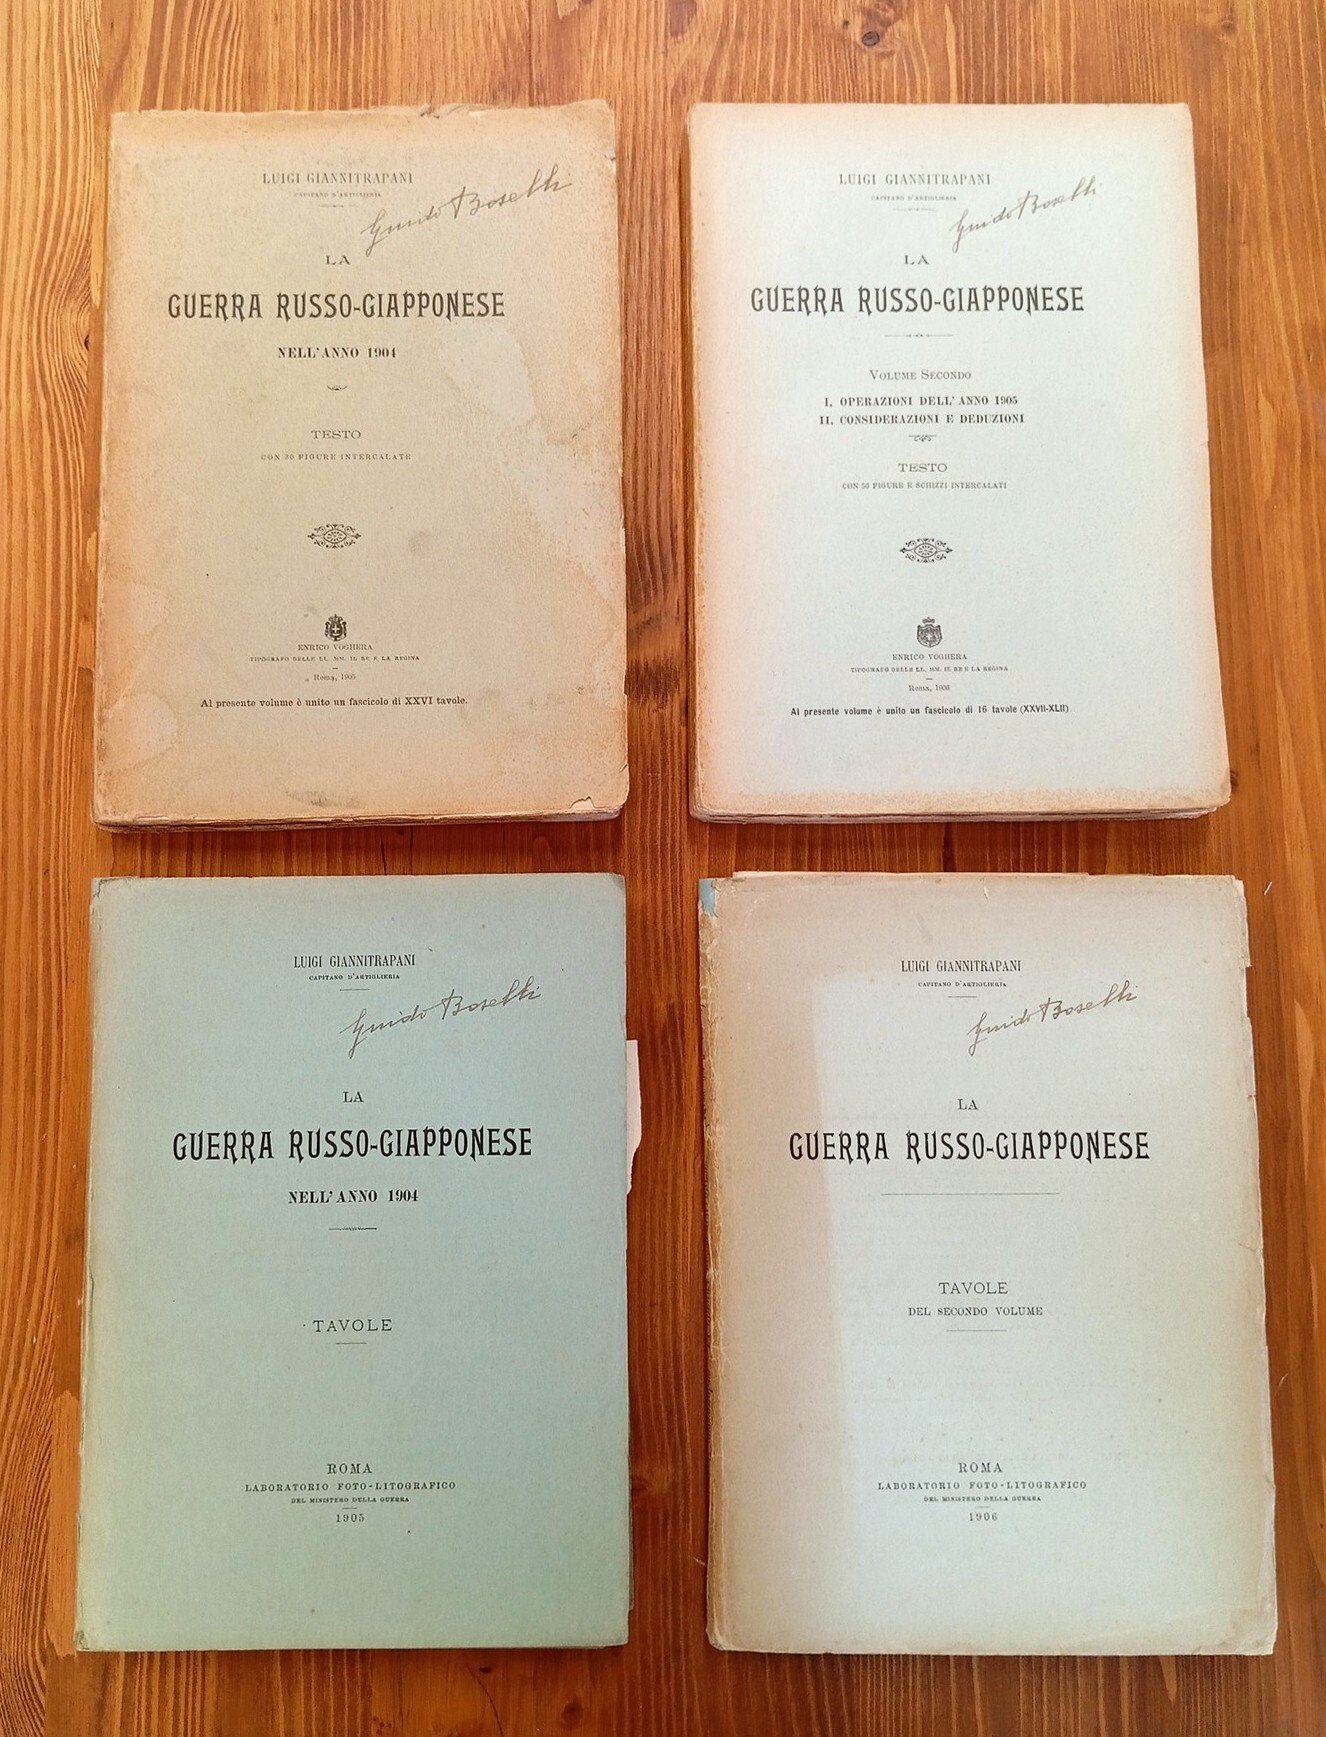 LUIGI GIANNITRAPANI
CAPITANO D'ARTIGLIERIA
Guido Boselli
LA
GUERRA RUSSO-GIAPPONESE
NELL'ANNO 1904
TESTO
CON 30 FIGURE INTERCALATE
ENRICO VOGHERA
TIPOGRAFO DELLE LL. MM. IL RE E LA REGINA
Roma, 1905
Al presente volume è unito un fascicolo di XXVI tavole.
LUIGI GIANNITRAPANI
CAPITANO D'ARTIGLIERIA
Guido Boselli
LA
GUERRA RUSSO-GIAPPONESE
VOLUME SECONDO
I. OPERAZIONI DELL'ANNO 1905
II. CONSIDERAZIONI E DEDUZIONI
TESTO
CON 50 FIGURE E SCHIZZI INTERCALATI
ENRICO VOGHERA
TIPOGRAFO DELLE LL. MM. IL RE E LA REGINA
Roma, 1906
Al presente volume è unito un fascicolo di 16 tavole (XXVII-XLII)
LUIGI GIANNITRAPANI
CAPITANO D'ARTIGLIERIA
Guido Boselli
LA
GUERRA RUSSO-GIAPPONESE
NELL'ANNO 1904
TAVOLE
ROMA
LABORATORIO FOTO-LITOGRAFICO
DEL MINISTERO DELLA GUERRA
1905
LUIGI GIANNITRAPANI
CAPITANO D'ARTIGLIERIA
Guido Boselli
LA
GUERRA RUSSO-GIAPPONESE
TAVOLE
DEL SECONDO VOLUME
ROMA
LABORATORIO FOTO-LITOGRAFICO
DEL MINISTERO DELLA GUERRA
1906